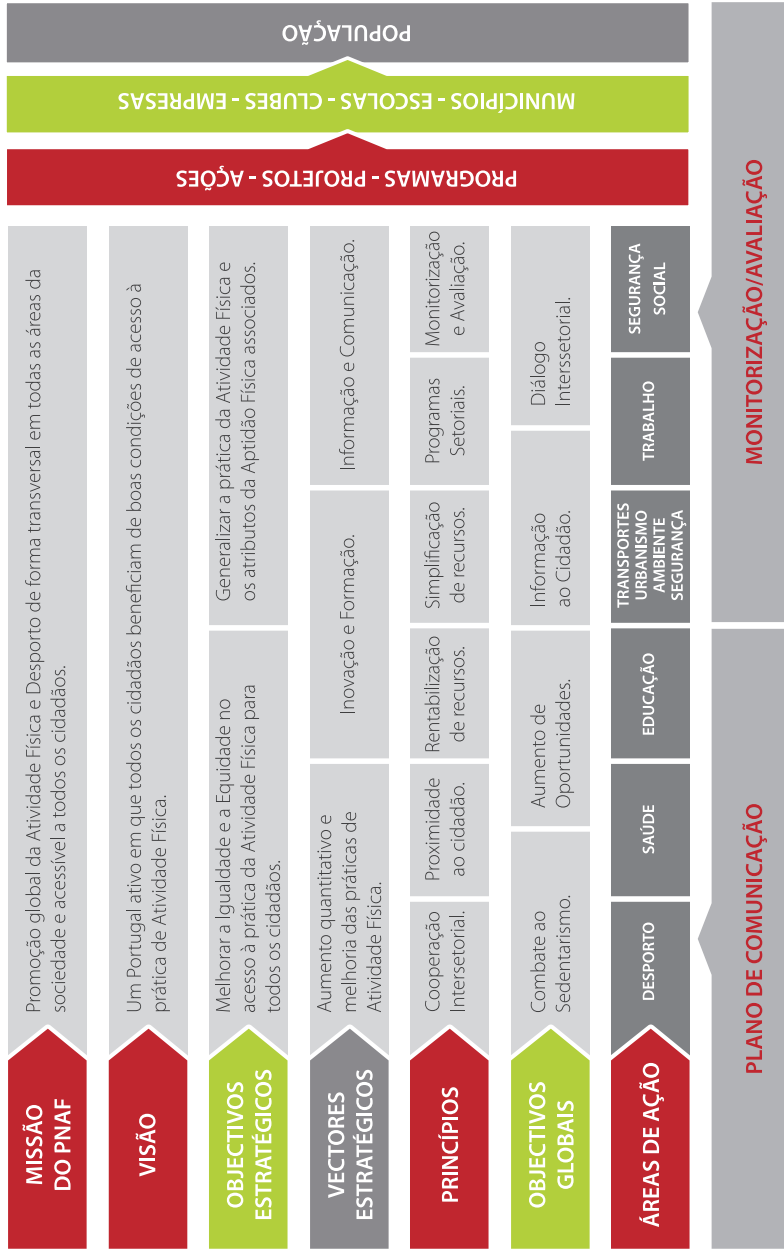 MISSÃO
DO PNAF
Promoção global da Atividade Física e Desporto de forma transversal em todas as áreas da
sociedade e acessível a todos os cidadãos.
VISÃO
Um Portugal ativo em que todos os cidadãos beneficiam de boas condições de acesso à
prática de Atividade Física.
OBJECTIVOS
ESTRATÉGICOS
Melhorar a Igualdade e a Equidade no
acesso à prática da Atividade Física para
todos os cidadãos.
Generalizar a prática da Atividade Física e
os atributos da Aptidão Física associados.
VECTORES
ESTRATÉGICOS
Aumento quantitativo e
melhoria das práticas de
Atividade Física.
Inovação e Formação.
Informação e Comunicação.
PRINCÍPIOS
Cooperação
Intersetorial.
Proximidade
ao cidadão.
Rentabilização
de recursos.
Simplificação
de recursos.
Programas
Setoriais.
Monitorização
e Avaliação.
OBJECTIVOS
GLOBAIS
Combate ao
Sedentarismo.
Aumento de
Oportunidades.
Informação
ao Cidadão.
Diálogo
Interssetorial.
ÁREAS DE AÇÃO
DESPORTO
SAÚDE
EDUCAÇÃO
TRANSPORTES
URBANISMO
AMBIENTE
SEGURANÇA
TRABALHO
SEGURANÇA
SOCIAL
PLANO DE COMUNICAÇÃO
MONITORIZAÇÃO/AVALIAÇÃO
PROGRAMAS - PROJETOS - AÇÕES
MUNICÍPIOS - ESCOLAS - CLUBES - EMPRESAS
POPULAÇÃO